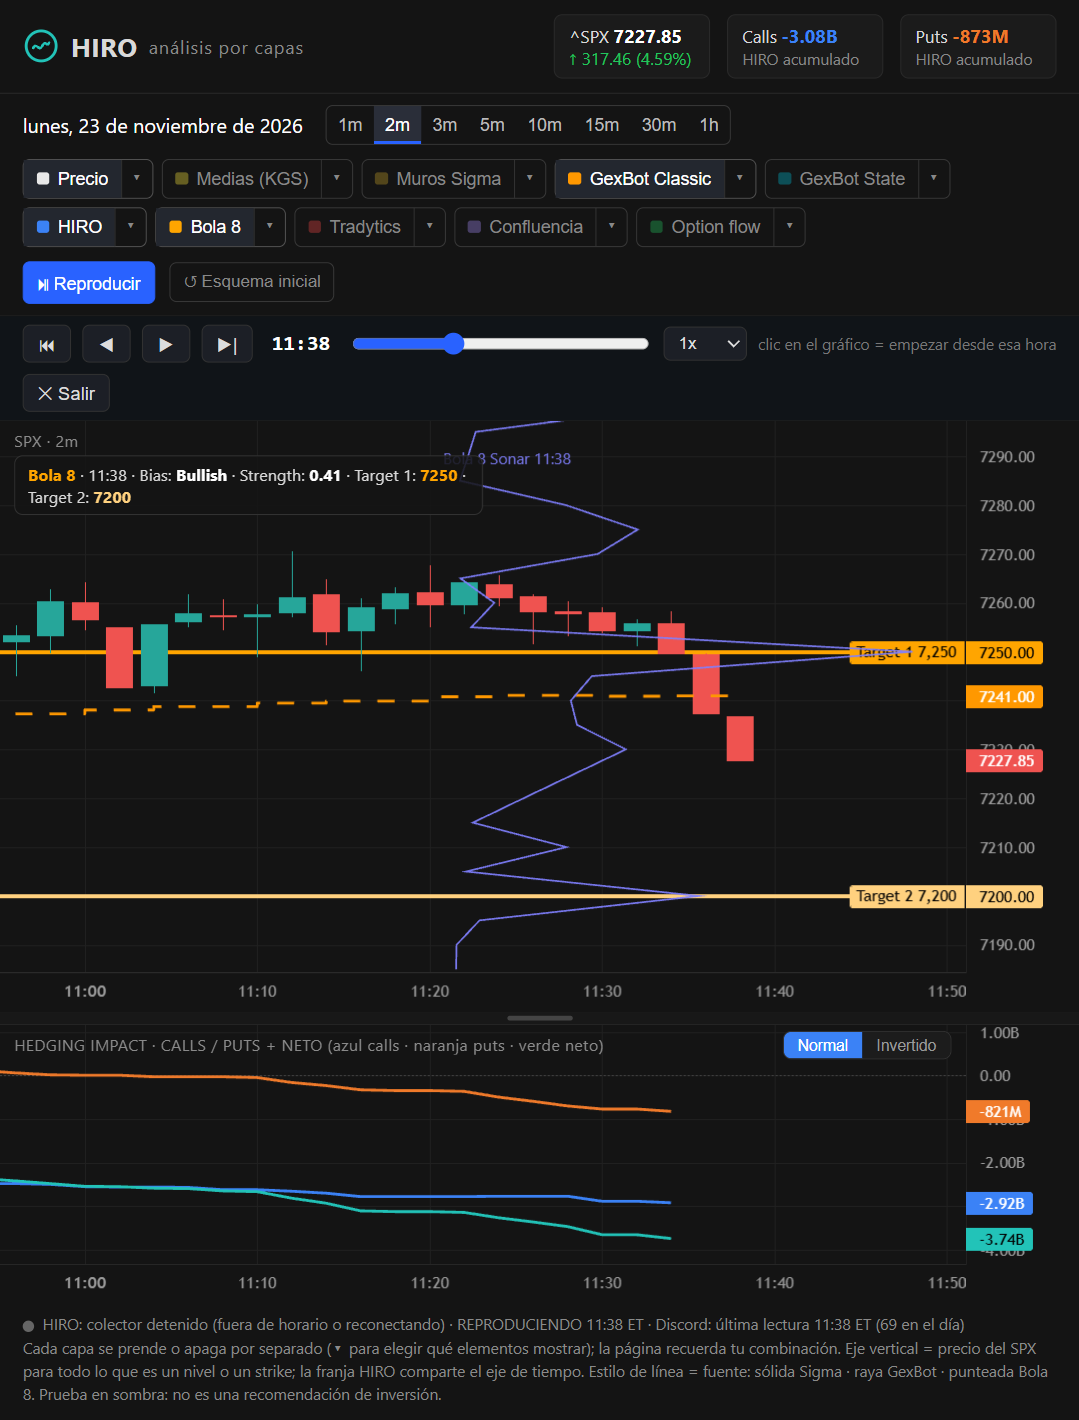 HIRO análisis por capas
^SPX 7227.85
↑ 317.46 (4.59%)
Calls -3.08B
HIRO acumulado
Puts -873M
HIRO acumulado
lunes, 23 de noviembre de 2026
1m 2m 3m 5m 10m 15m 30m 1h
Precio ▾ Medias (KGS) ▾ Muros Sigma ▾ GexBot Classic ▾ GexBot State ▾
HIRO ▾ Bola 8 ▾ Tradytics ▾ Confluencia ▾ Option flow ▾
Reproducir ↺ Esquema inicial
11:38 1x clic en el gráfico = empezar desde esa hora
✕ Salir
SPX · 2m
Bola 8 Sonar 11:38
Bola 8 · 11:38 · Bias: Bullish · Strength: 0.41 · Target 1: 7250 ·
Target 2: 7200
7290.00
7280.00
7270.00
7260.00
Target 1 7,250 7250.00
7241.00
7230.00
7227.85
7220.00
7210.00
Target 2 7,200 7200.00
7190.00
11:00 11:10 11:20 11:30 11:40 11:50
HEDGING IMPACT · CALLS / PUTS + NETO (azul calls · naranja puts · verde neto)
Normal Invertido
1.00B
0.00
-821M
-1.00B
-2.00B
-2.92B
-3.74B
-4.00B
11:00 11:10 11:20 11:30 11:40 11:50
HIRO: colector detenido (fuera de horario o reconectando) · REPRODUCIENDO 11:38 ET · Discord: última lectura 11:38 ET (69 en el día)
Cada capa se prende o apaga por separado (▾ para elegir qué elementos mostrar); la página recuerda tu combinación. Eje vertical = precio del SPX
para todo lo que es un nivel o un strike; la franja HIRO comparte el eje de tiempo. Estilo de línea = fuente: sólida Sigma · raya GexBot · punteada Bola
8. Prueba en sombra: no es una recomendación de inversión.